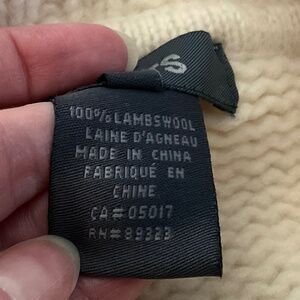 S
100% LAMBSWOOL
LAINE D'AGNEAU
MADE IN CHINA
FABRIQUÉ EN
CHINE
CA# 05017
RN# 89323